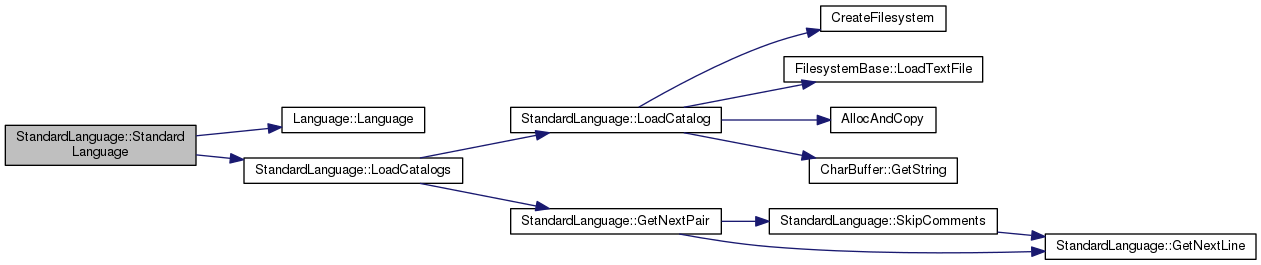 CreateFilesystem
FilesystemBase::LoadTextFile
StandardLanguage::Standard
Language
Language::Language
StandardLanguage::LoadCatalog
AllocAndCopy
StandardLanguage::LoadCatalogs
CharBuffer::GetString
StandardLanguage::GetNextPair
StandardLanguage::SkipComments
StandardLanguage::GetNextLine